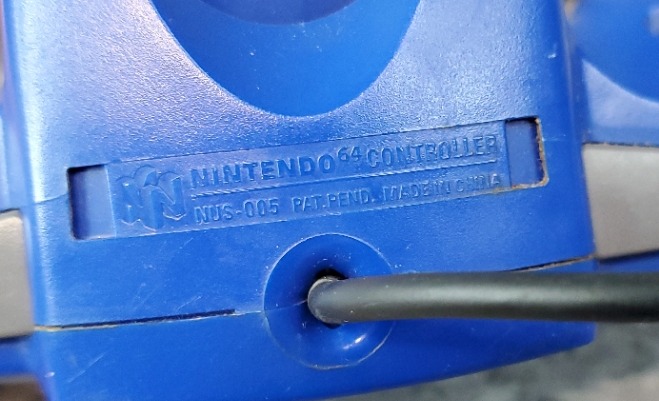 NINTENDO⁶⁴ CONTROLLER
NUS-005 PAT.PEND. MADE IN CHINA